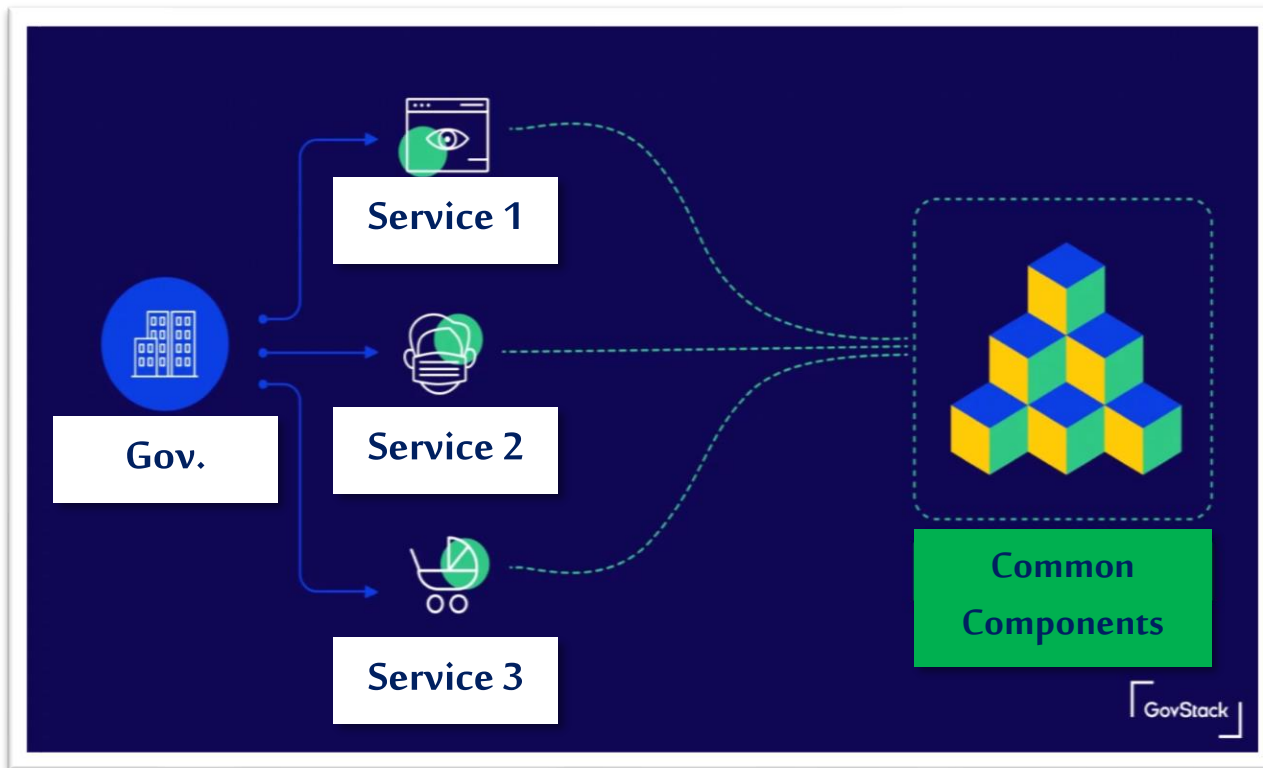 Service 1
Gov.
Service 2
Service 3
Common
Components
GovStack